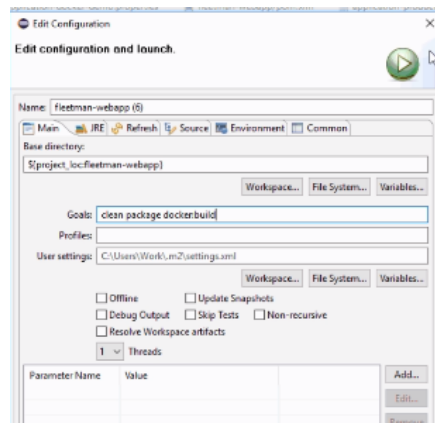 Edit Configuration
Edit configuration and launch.
Name: fleetman-webapp (6)
Main JRE Refresh Source Environment Common
Base directory:
${project_loc:fleetman-webapp}
Workspace... File System... Variables...
Goals: clean package docker:build
Profiles:
User settings: C:\Users\Work\.m2\settings.xml
Workspace... File System... Variables...
Offline Update Snapshots
Debug Output Skip Tests Non-recursive
Resolve Workspace artifacts
1 Threads
Parameter Name Value Add...
Edit...
Remove